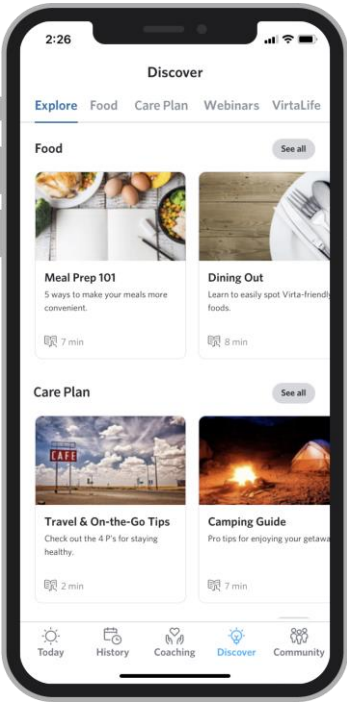 2:26
Discover
Explore Food Care Plan Webinars VirtaLife
Food
See all
Meal Prep 101
5 ways to make your meals more
convenient.
7 min
Dining Out
Learn to easily spot Virta-friendly
foods.
8 min
Care Plan
See all
CAFE
Travel & On-the-Go Tips
Check out the 4 P's for staying
healthy.
2 min
Camping Guide
Pro tips for enjoying your getawa
7 min
Today History Coaching Discover Community